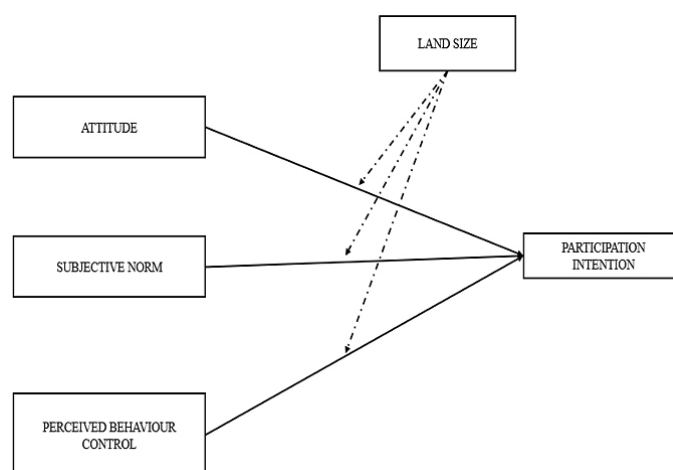 LAND SIZE
ATTITUDE
SUBJECTIVE NORM
PARTICIPATION
INTENTION
PERCEIVED BEHAVIOUR
CONTROL